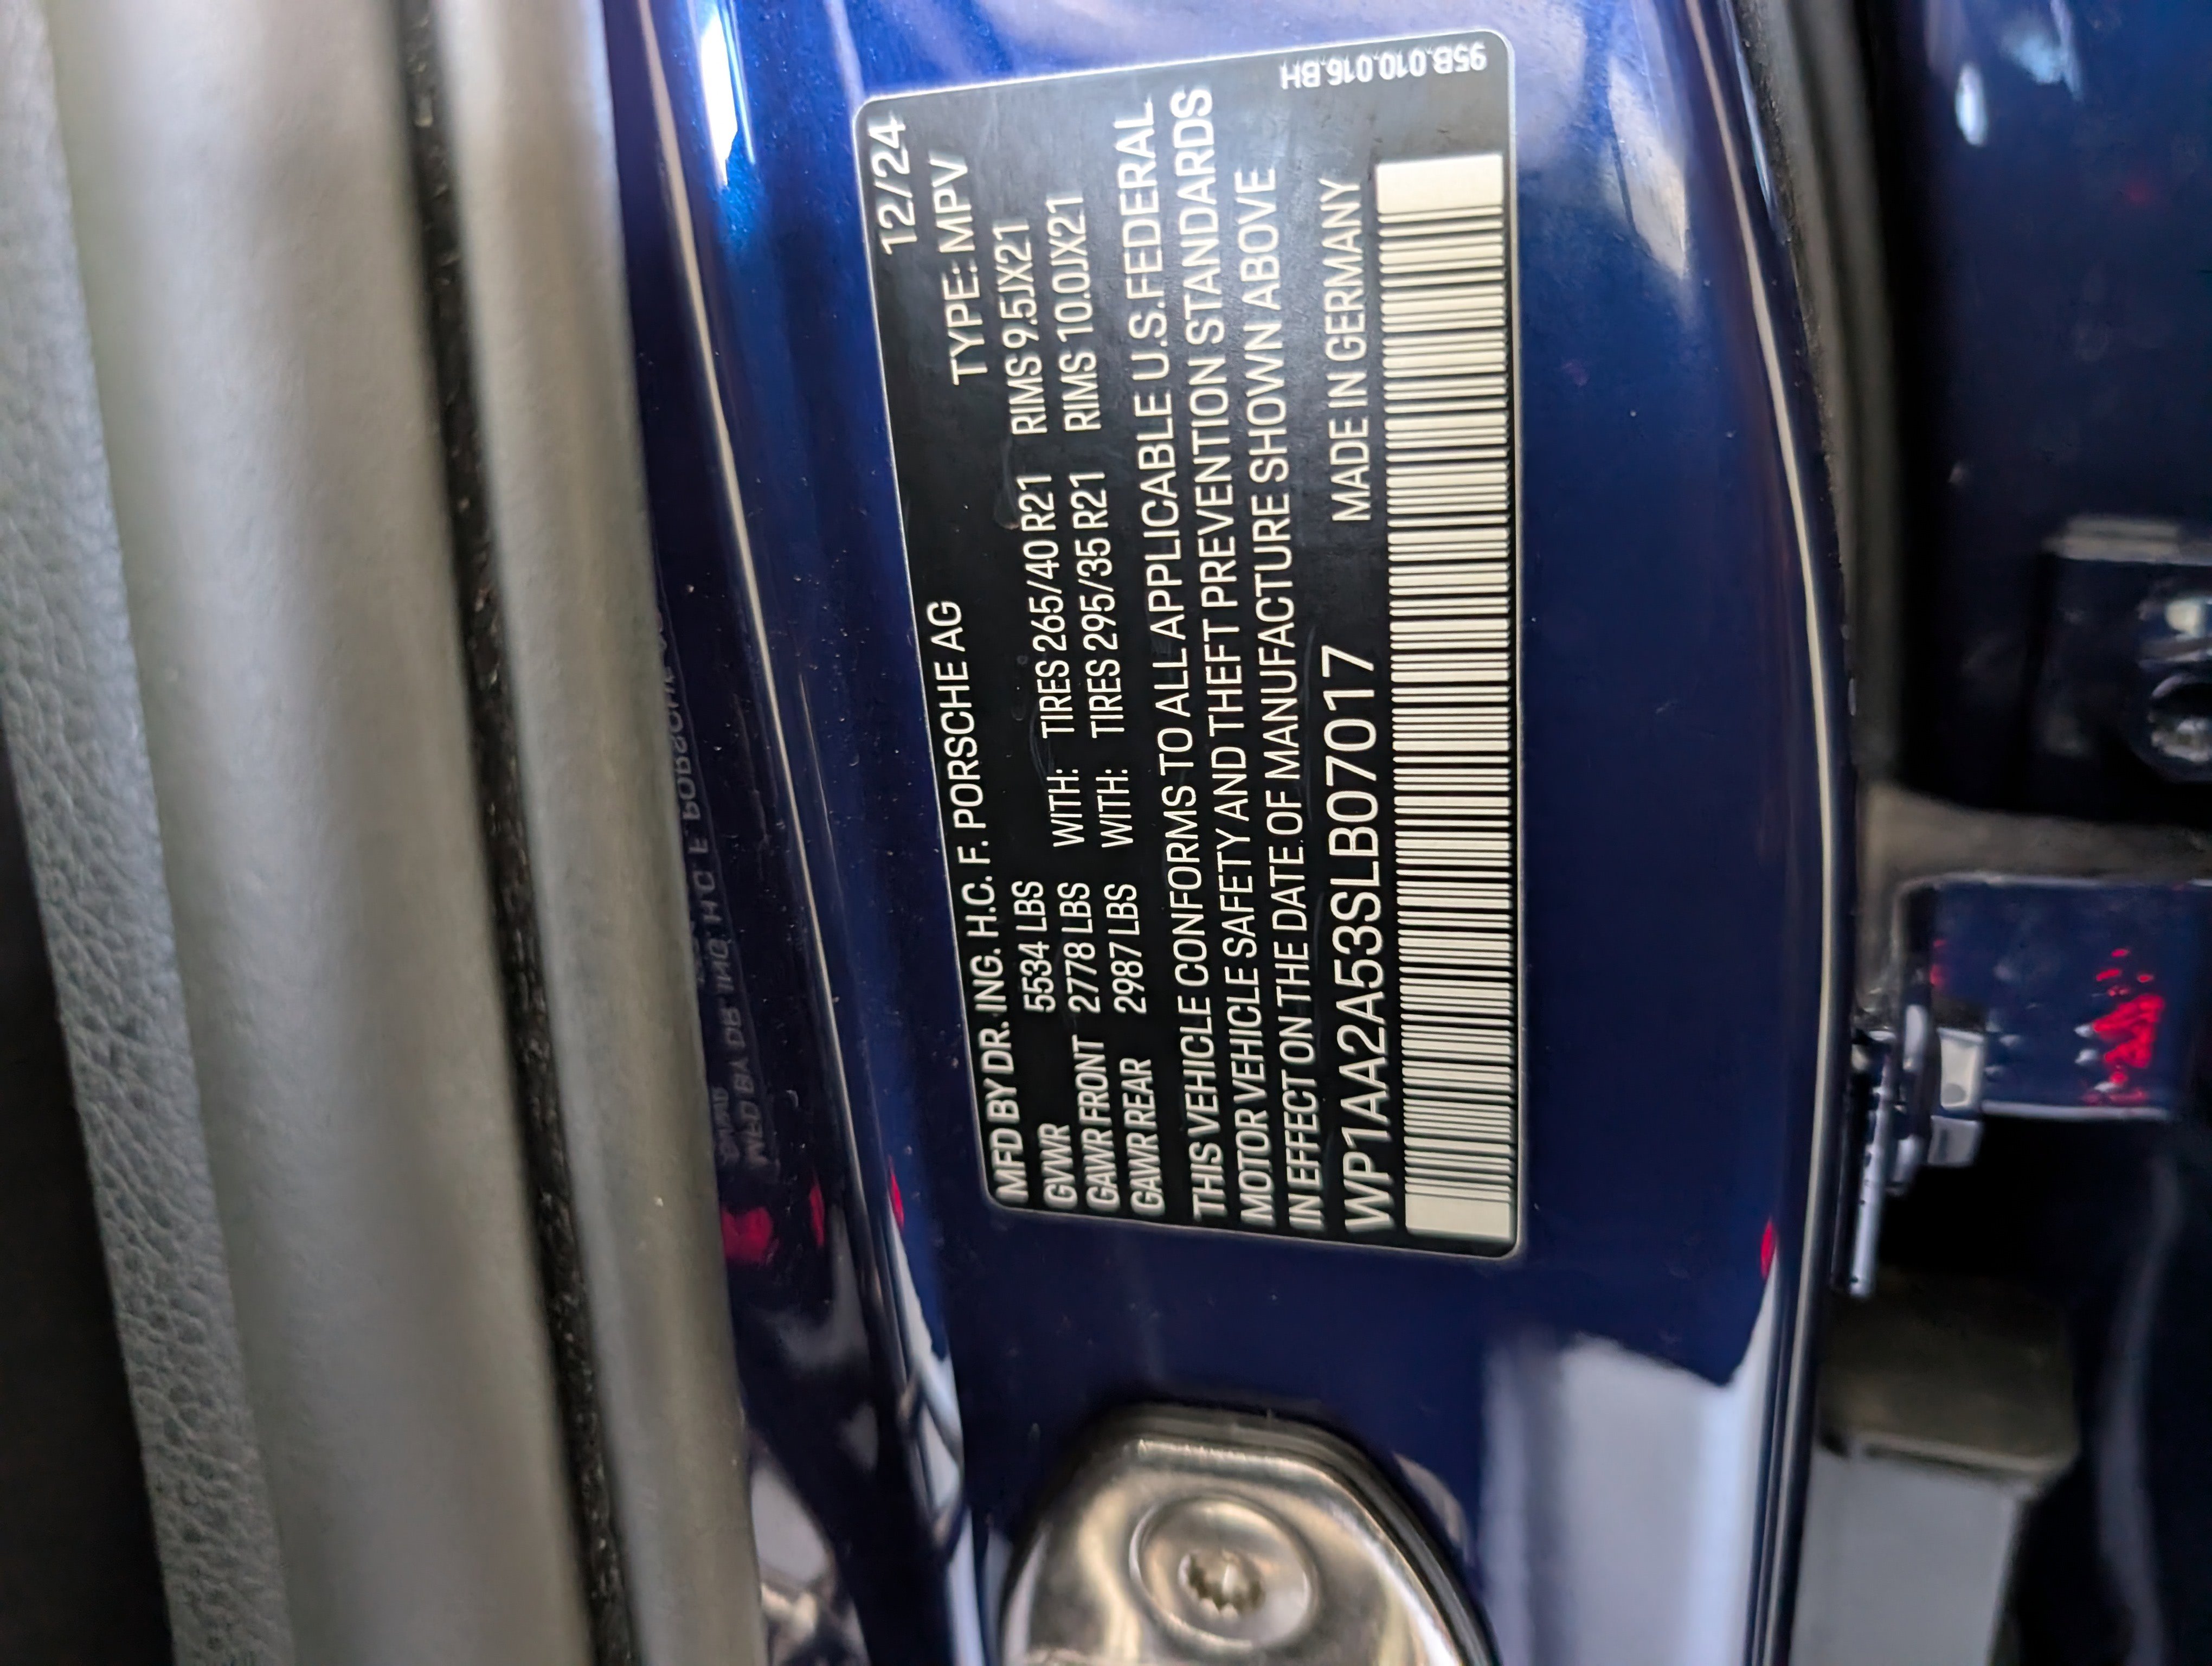 MFD BY DR. ING. H.C. F. PORSCHE AG 12/24
GVWR 5534 LBS TYPE: MPV
GAWR FRONT 2778 LBS WITH: TIRES 265/40 R21 RIMS 9.5JX21
GAWR REAR 2987 LBS WITH: TIRES 295/35 R21 RIMS 10.0JX21
THIS VEHICLE CONFORMS TO ALL APPLICABLE U.S. FEDERAL
MOTOR VEHICLE SAFETY AND THEFT PREVENTION STANDARDS
IN EFFECT ON THE DATE OF MANUFACTURE SHOWN ABOVE
WP1AA2A53SLB07017 MADE IN GERMANY
95B.010.016.BH